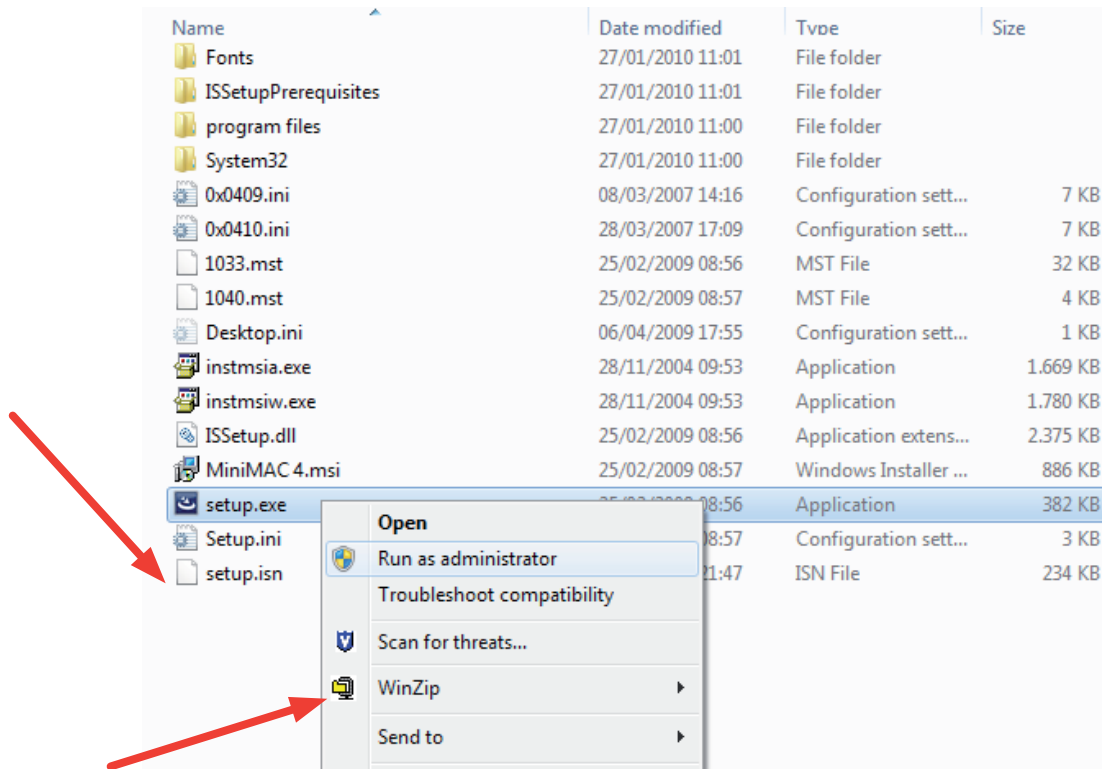 Name Date modified Type Size
Fonts 27/01/2010 11:01 File folder
ISSetupPrerequisites 27/01/2010 11:01 File folder
program files 27/01/2010 11:00 File folder
System32 27/01/2010 11:00 File folder
0x0409.ini 08/03/2007 14:16 Configuration sett... 7 KB
0x0410.ini 28/03/2007 17:09 Configuration sett... 7 KB
1033.mst 25/02/2009 08:56 MST File 32 KB
1040.mst 25/02/2009 08:57 MST File 4 KB
Desktop.ini 06/04/2009 17:55 Configuration sett... 1 KB
instmsia.exe 28/11/2004 09:53 Application 1.669 KB
instmsiw.exe 28/11/2004 09:53 Application 1.780 KB
ISSetup.dll 25/02/2009 08:56 Application extens... 2.375 KB
MiniMAC 4.msi 25/02/2009 08:57 Windows Installer ... 886 KB
setup.exe 08:56 Application 382 KB
Open
Setup.ini 08:57 Configuration sett... 3 KB
Run as administrator
setup.isn 21:47 ISN File 234 KB
Troubleshoot compatibility
Scan for threats...
WinZip
Send to